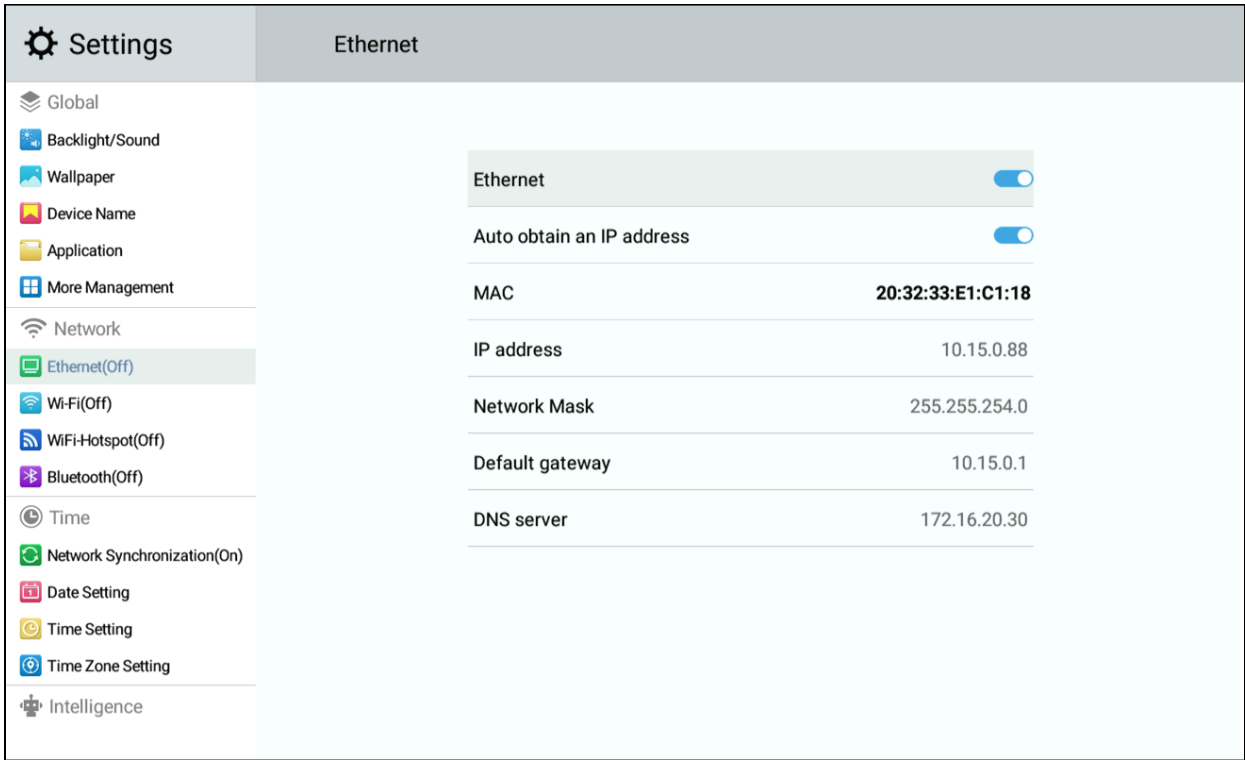 Settings
Ethernet
Global
Backlight/Sound
Wallpaper
Device Name
Application
More Management
Network
Ethernet(Off)
Wi-Fi(Off)
WiFi-Hotspot(Off)
Bluetooth(Off)
Time
Network Synchronization(On)
Date Setting
Time Setting
Time Zone Setting
Intelligence
Ethernet
Auto obtain an IP address
MAC 20:32:33:E1:C1:18
IP address 10.15.0.88
Network Mask 255.255.254.0
Default gateway 10.15.0.1
DNS server 172.16.20.30